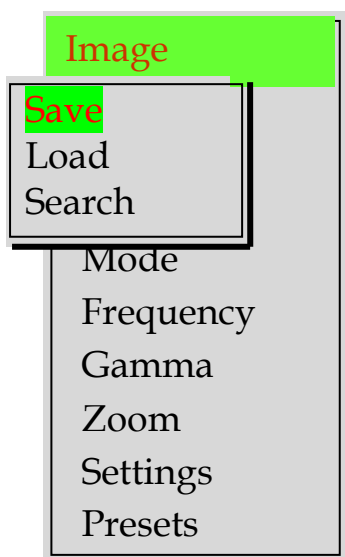 Image
Save
Load
Search
Mode
Frequency
Gamma
Zoom
Settings
Presets